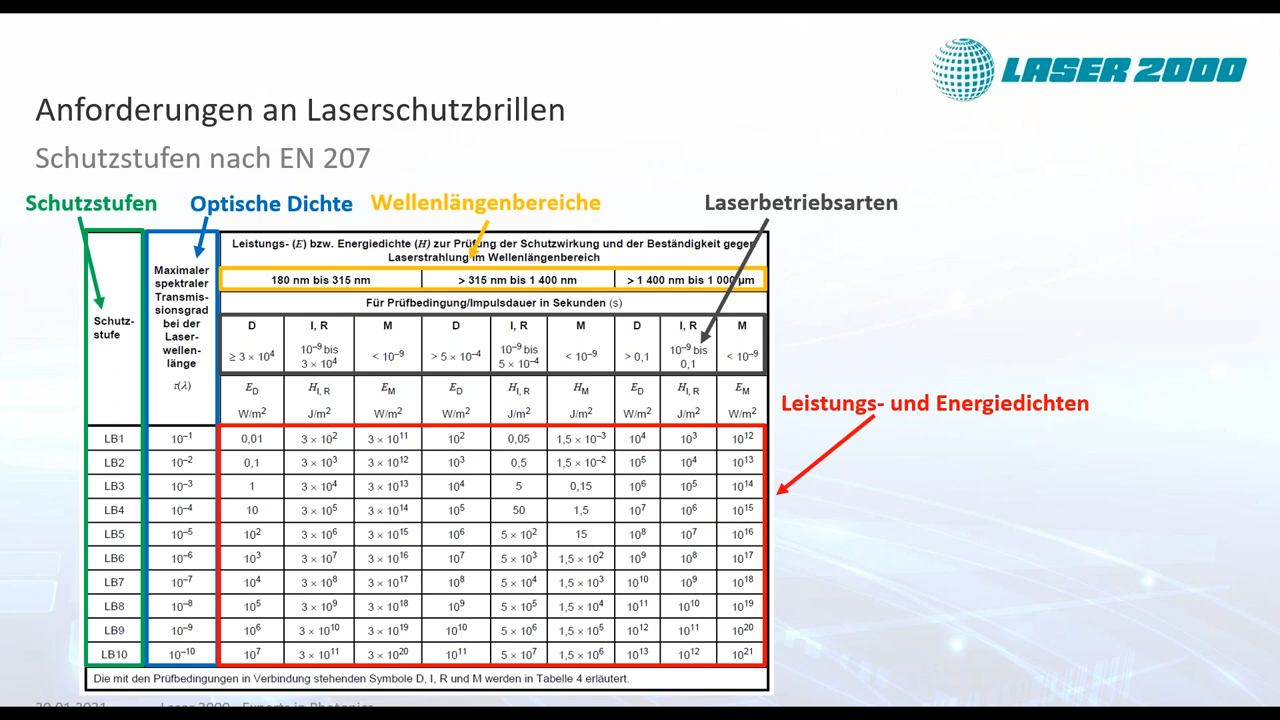 LASER 2000
Anforderungen an Laserschutzbrillen
Schutzstufen nach EN 207
Schutzstufen Optische Dichte Wellenlängenbereiche Laserbetriebsarten
Schutz-
stufe
Maximaler
spektraler
Transmis-
sionsgrad
bei der
Laser-
wellen-
länge
τ(λ)
Leistungs- (E) bzw. Energiedichte (H) zur Prüfung der Schutzwirkung und der Beständigkeit gegen
Laserstrahlung im Wellenlängenbereich
180 nm bis 315 nm > 315 nm bis 1 400 nm > 1 400 nm bis 1 000 µm
Für Prüfbedingung/Impulsdauer in Sekunden (s)
D I, R M D I, R M D I, R M
≥ 3 × 10⁴ 10⁻⁹ bis 3 × 10⁴ < 10⁻⁹ > 5 × 10⁻⁴ 10⁻⁹ bis 5 × 10⁻⁴ < 10⁻⁹ > 0,1 10⁻⁹ bis 0,1 < 10⁻⁹
E_D H_I, R E_M E_D H_I, R H_M E_D H_I, R E_M
W/m² J/m² W/m² W/m² J/m² J/m² W/m² J/m² W/m²
LB1 10⁻¹ 0,01 3 × 10² 3 × 10¹¹ 10² 0,05 1,5 × 10⁻³ 10⁴ 10³ 10¹²
LB2 10⁻² 0,1 3 × 10³ 3 × 10¹² 10³ 0,5 1,5 × 10⁻² 10⁵ 10⁴ 10¹³
LB3 10⁻³ 1 3 × 10⁴ 3 × 10¹³ 10⁴ 5 0,15 10⁶ 10⁵ 10¹⁴
LB4 10⁻⁴ 10 3 × 10⁵ 3 × 10¹⁴ 10⁵ 50 1,5 10⁷ 10⁶ 10¹⁵
LB5 10⁻⁵ 10² 3 × 10⁶ 3 × 10¹⁵ 10⁶ 5 × 10² 15 10⁸ 10⁷ 10¹⁶
LB6 10⁻⁶ 10³ 3 × 10⁷ 3 × 10¹⁶ 10⁷ 5 × 10³ 1,5 × 10² 10⁹ 10⁸ 10¹⁷
LB7 10⁻⁷ 10⁴ 3 × 10⁸ 3 × 10¹⁷ 10⁸ 5 × 10⁴ 1,5 × 10³ 10¹⁰ 10⁹ 10¹⁸
LB8 10⁻⁸ 10⁵ 3 × 10⁹ 3 × 10¹⁸ 10⁹ 5 × 10⁵ 1,5 × 10⁴ 10¹¹ 10¹⁰ 10¹⁹
LB9 10⁻⁹ 10⁶ 3 × 10¹⁰ 3 × 10¹⁹ 10¹⁰ 5 × 10⁶ 1,5 × 10⁵ 10¹² 10¹¹ 10²⁰
LB10 10⁻¹⁰ 10⁷ 3 × 10¹¹ 3 × 10²⁰ 10¹¹ 5 × 10⁷ 1,5 × 10⁶ 10¹³ 10¹² 10²¹
Die mit den Prüfbedingungen in Verbindung stehenden Symbole D, I, R und M werden in Tabelle 4 erläutert.
Leistungs- und Energiedichten